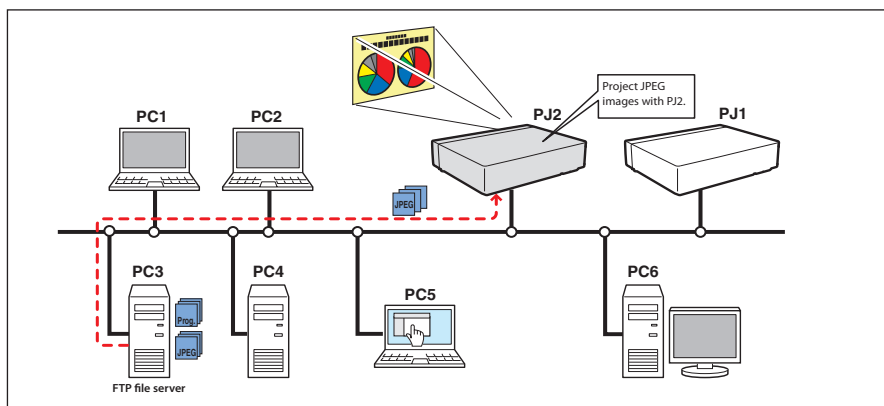 Project JPEG
images with PJ2.
PC1
PC2
PJ2
PJ1
JPEG
PC3
PC4
PC5
PC6
Prog.
JPEG
FTP file server